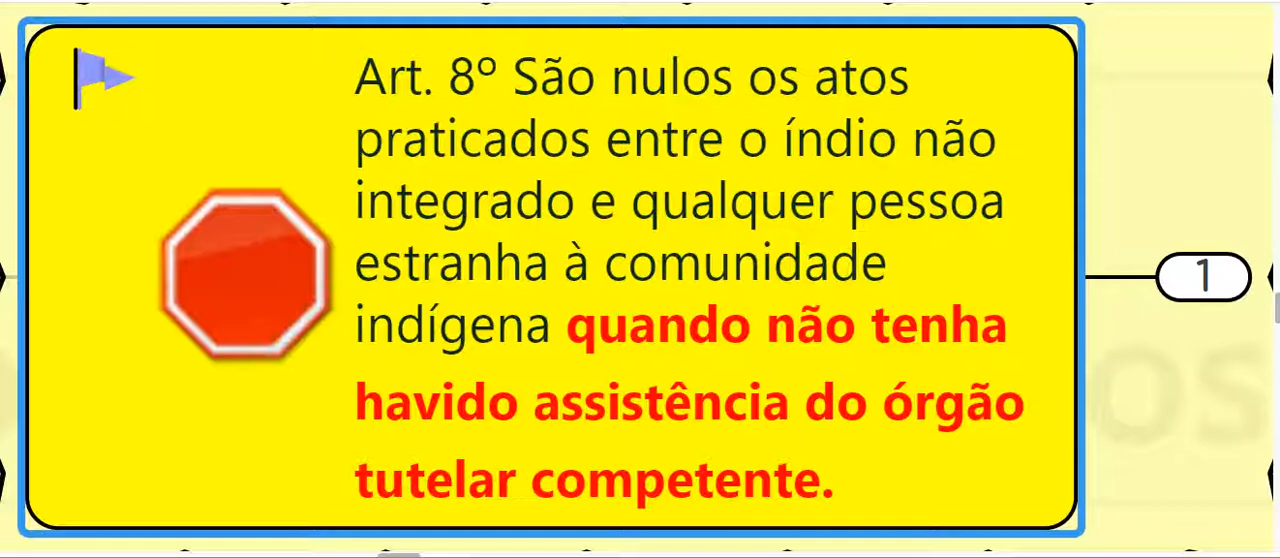 Art. 8º São nulos os atos
praticados entre o índio não
integrado e qualquer pessoa
estranha à comunidade
indígena quando não tenha
havido assistência do órgão
tutelar competente.
1